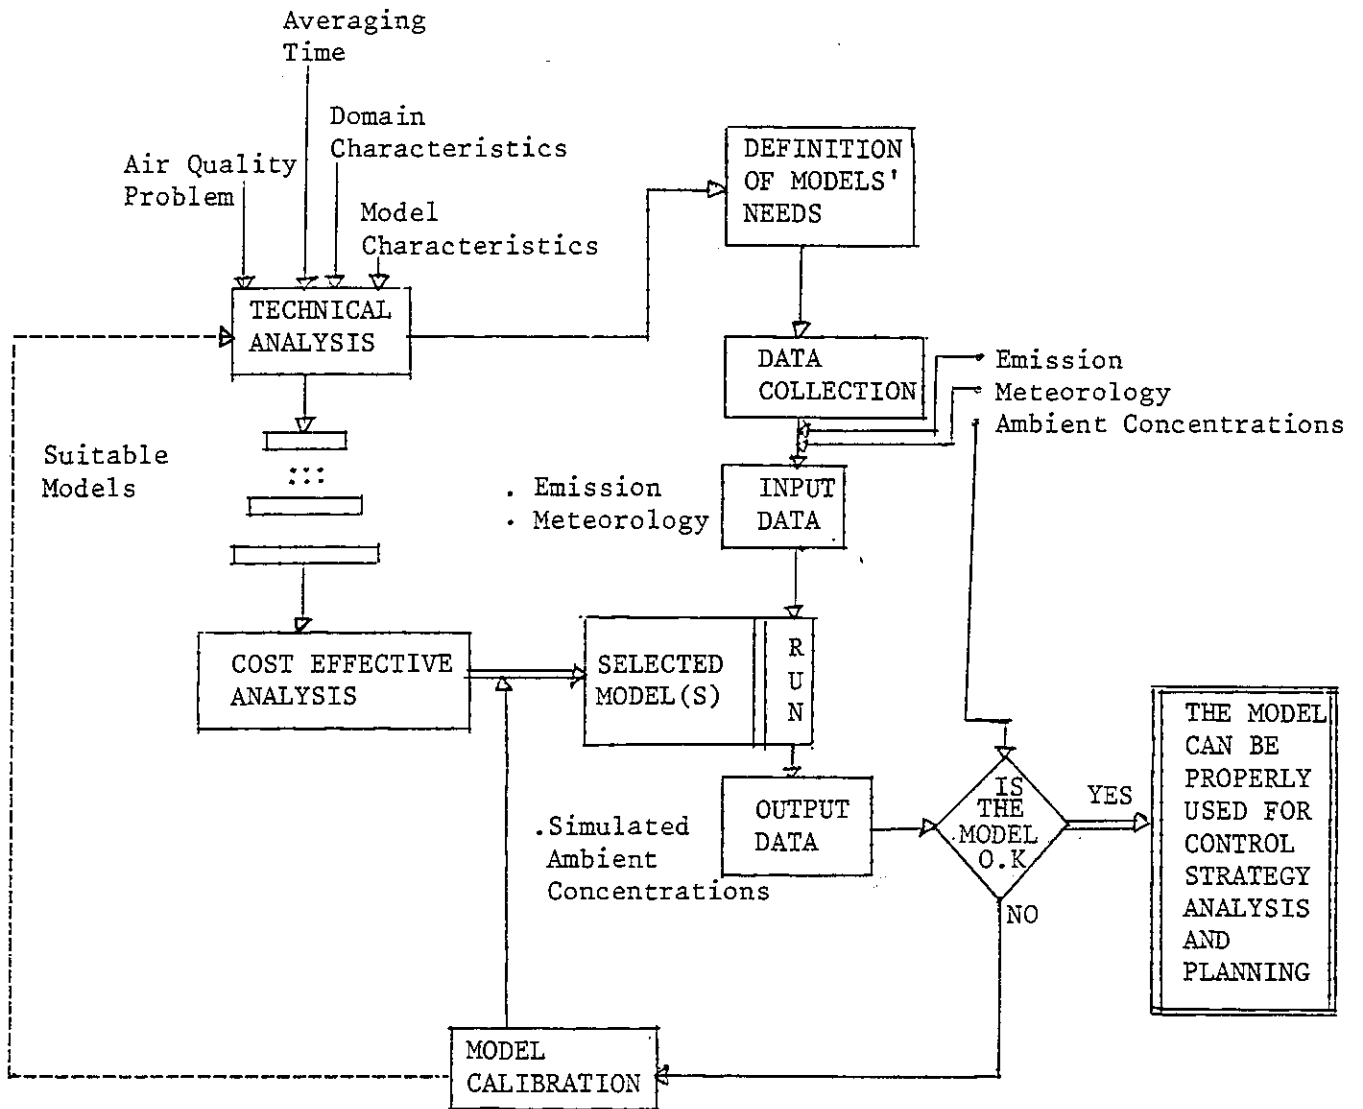 Averaging
Time
Domain
Characteristics
Air Quality
Problem
Model
Characteristics
TECHNICAL
ANALYSIS
DEFINITION
OF MODELS'
NEEDS
DATA
COLLECTION
Emission
Meteorology
Ambient Concentrations
Suitable
Models
. Emission
. Meteorology
INPUT
DATA
COST EFFECTIVE
ANALYSIS
SELECTED
MODEL(S)
R
U
N
OUTPUT
DATA
.Simulated
Ambient
Concentrations
IS
THE
MODEL
O.K
YES
NO
THE MODEL
CAN BE
PROPERLY
USED FOR
CONTROL
STRATEGY
ANALYSIS
AND
PLANNING
MODEL
CALIBRATION